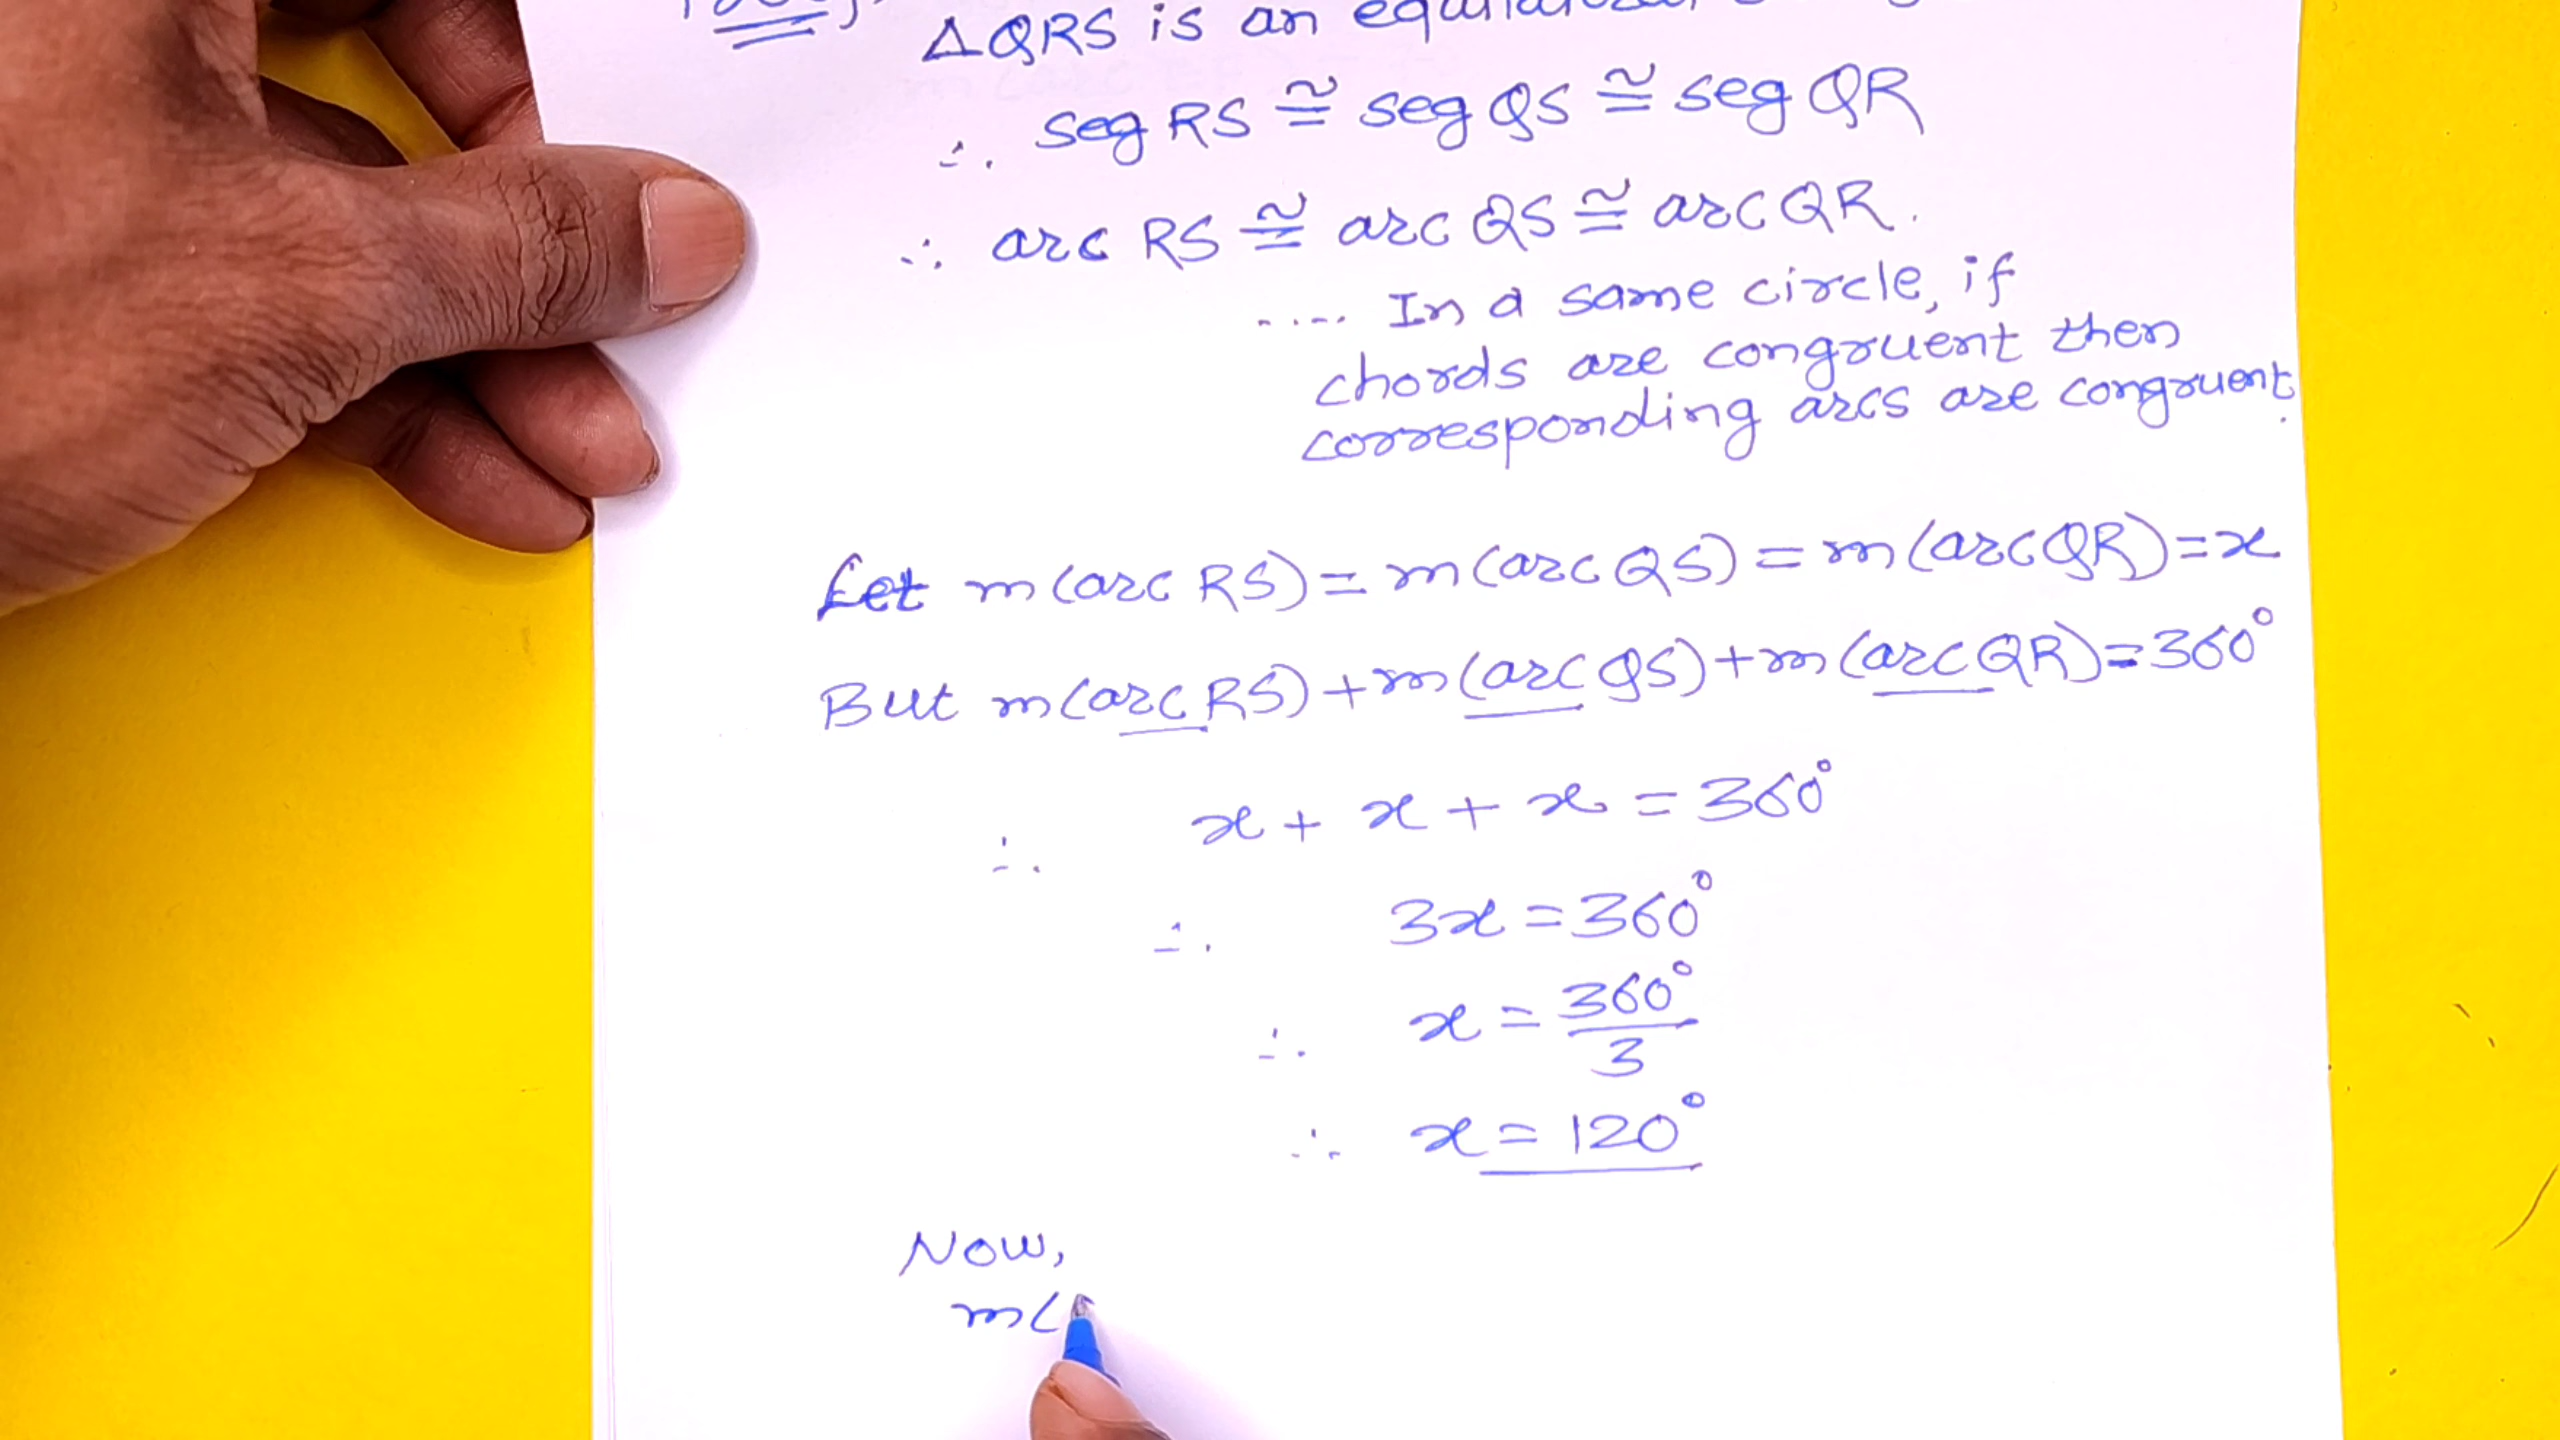 △QRS is an
∴ seg RS ≅ seg QS ≅ seg QR
∴ arc RS ≅ arc QS ≅ arc QR.
.... In a same circle, if
chords are congruent then
corresponding arcs are congruent.
Let m(arc RS) = m(arc QS) = m(arc QR) = x
But m(arc RS) + m(arc QS) + m(arc QR) = 360°
∴ x + x + x = 360°
∴ 3x = 360°
∴ x = 360°/3
∴ x = 120°
Now,
m(